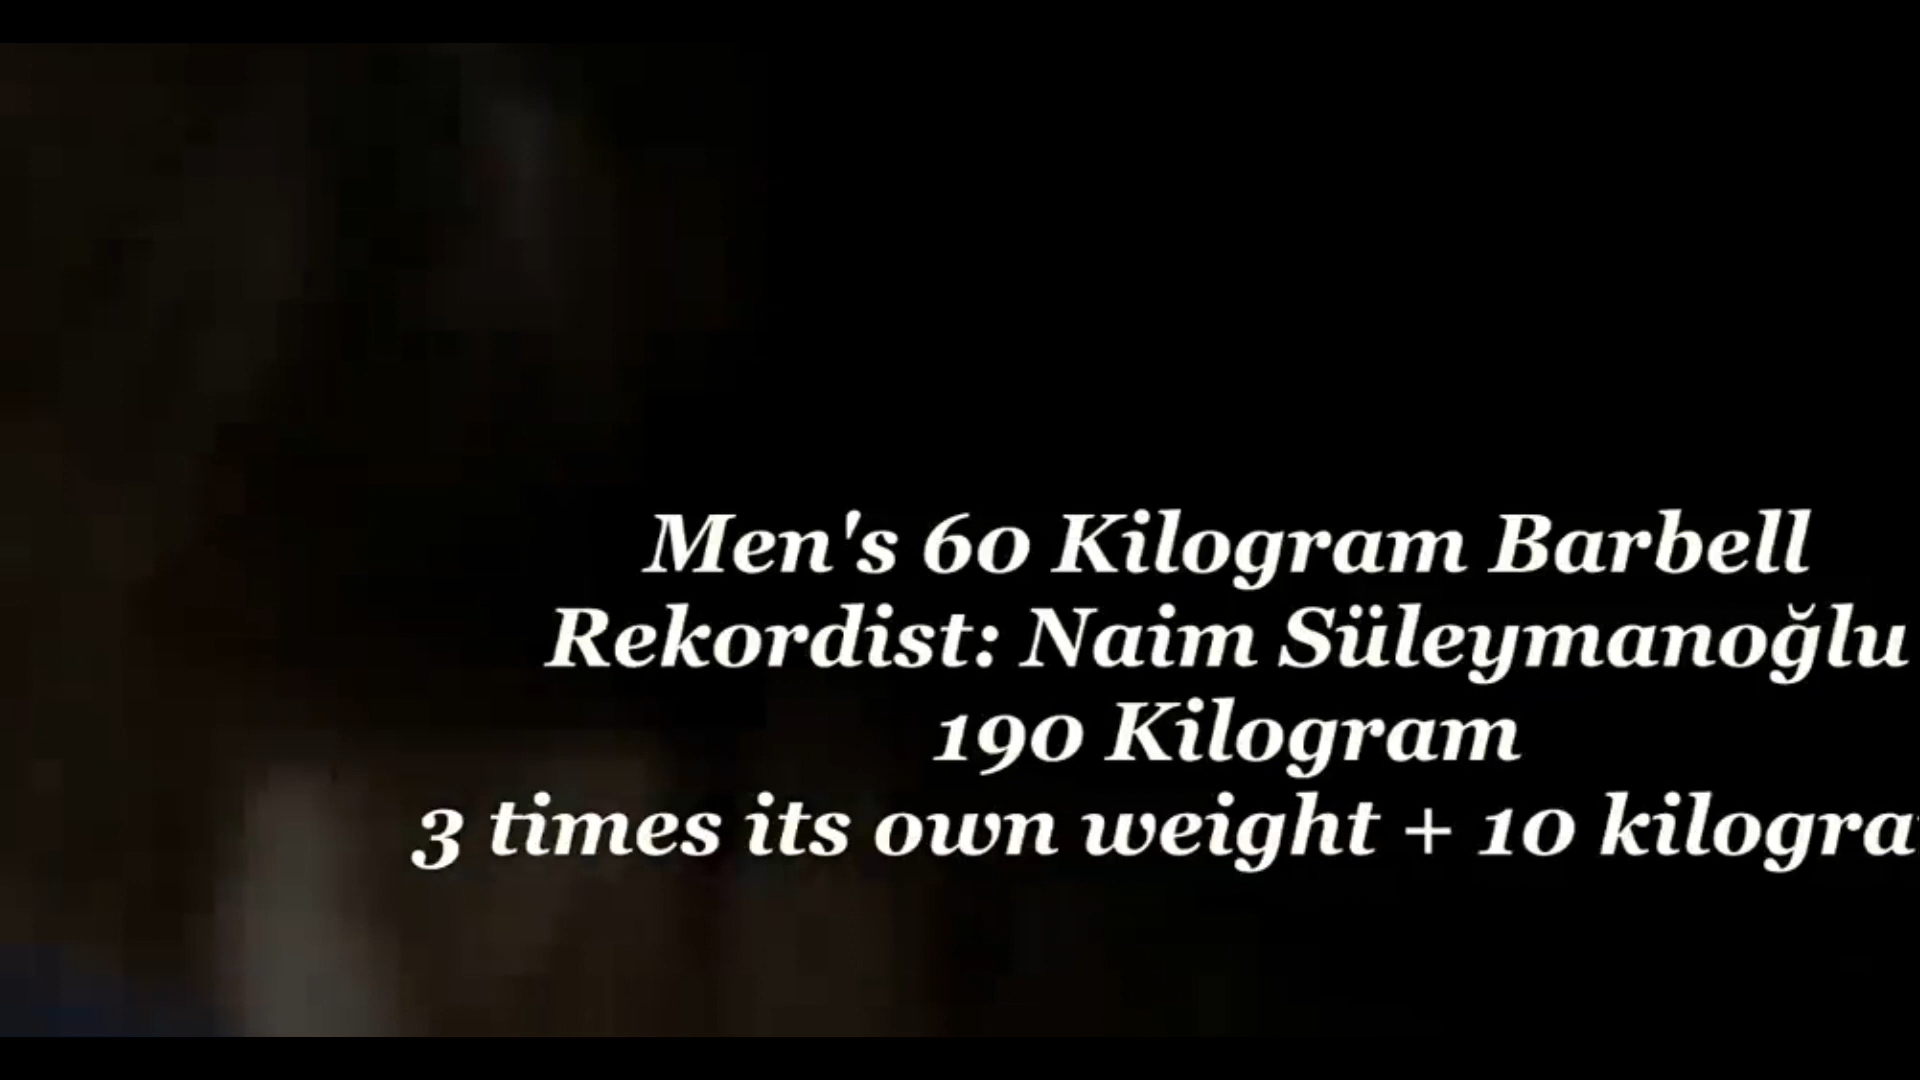 Men's 60 Kilogram Barbell
Rekordist: Naim Süleymanoğlu
190 Kilogram
3 times its own weight + 10